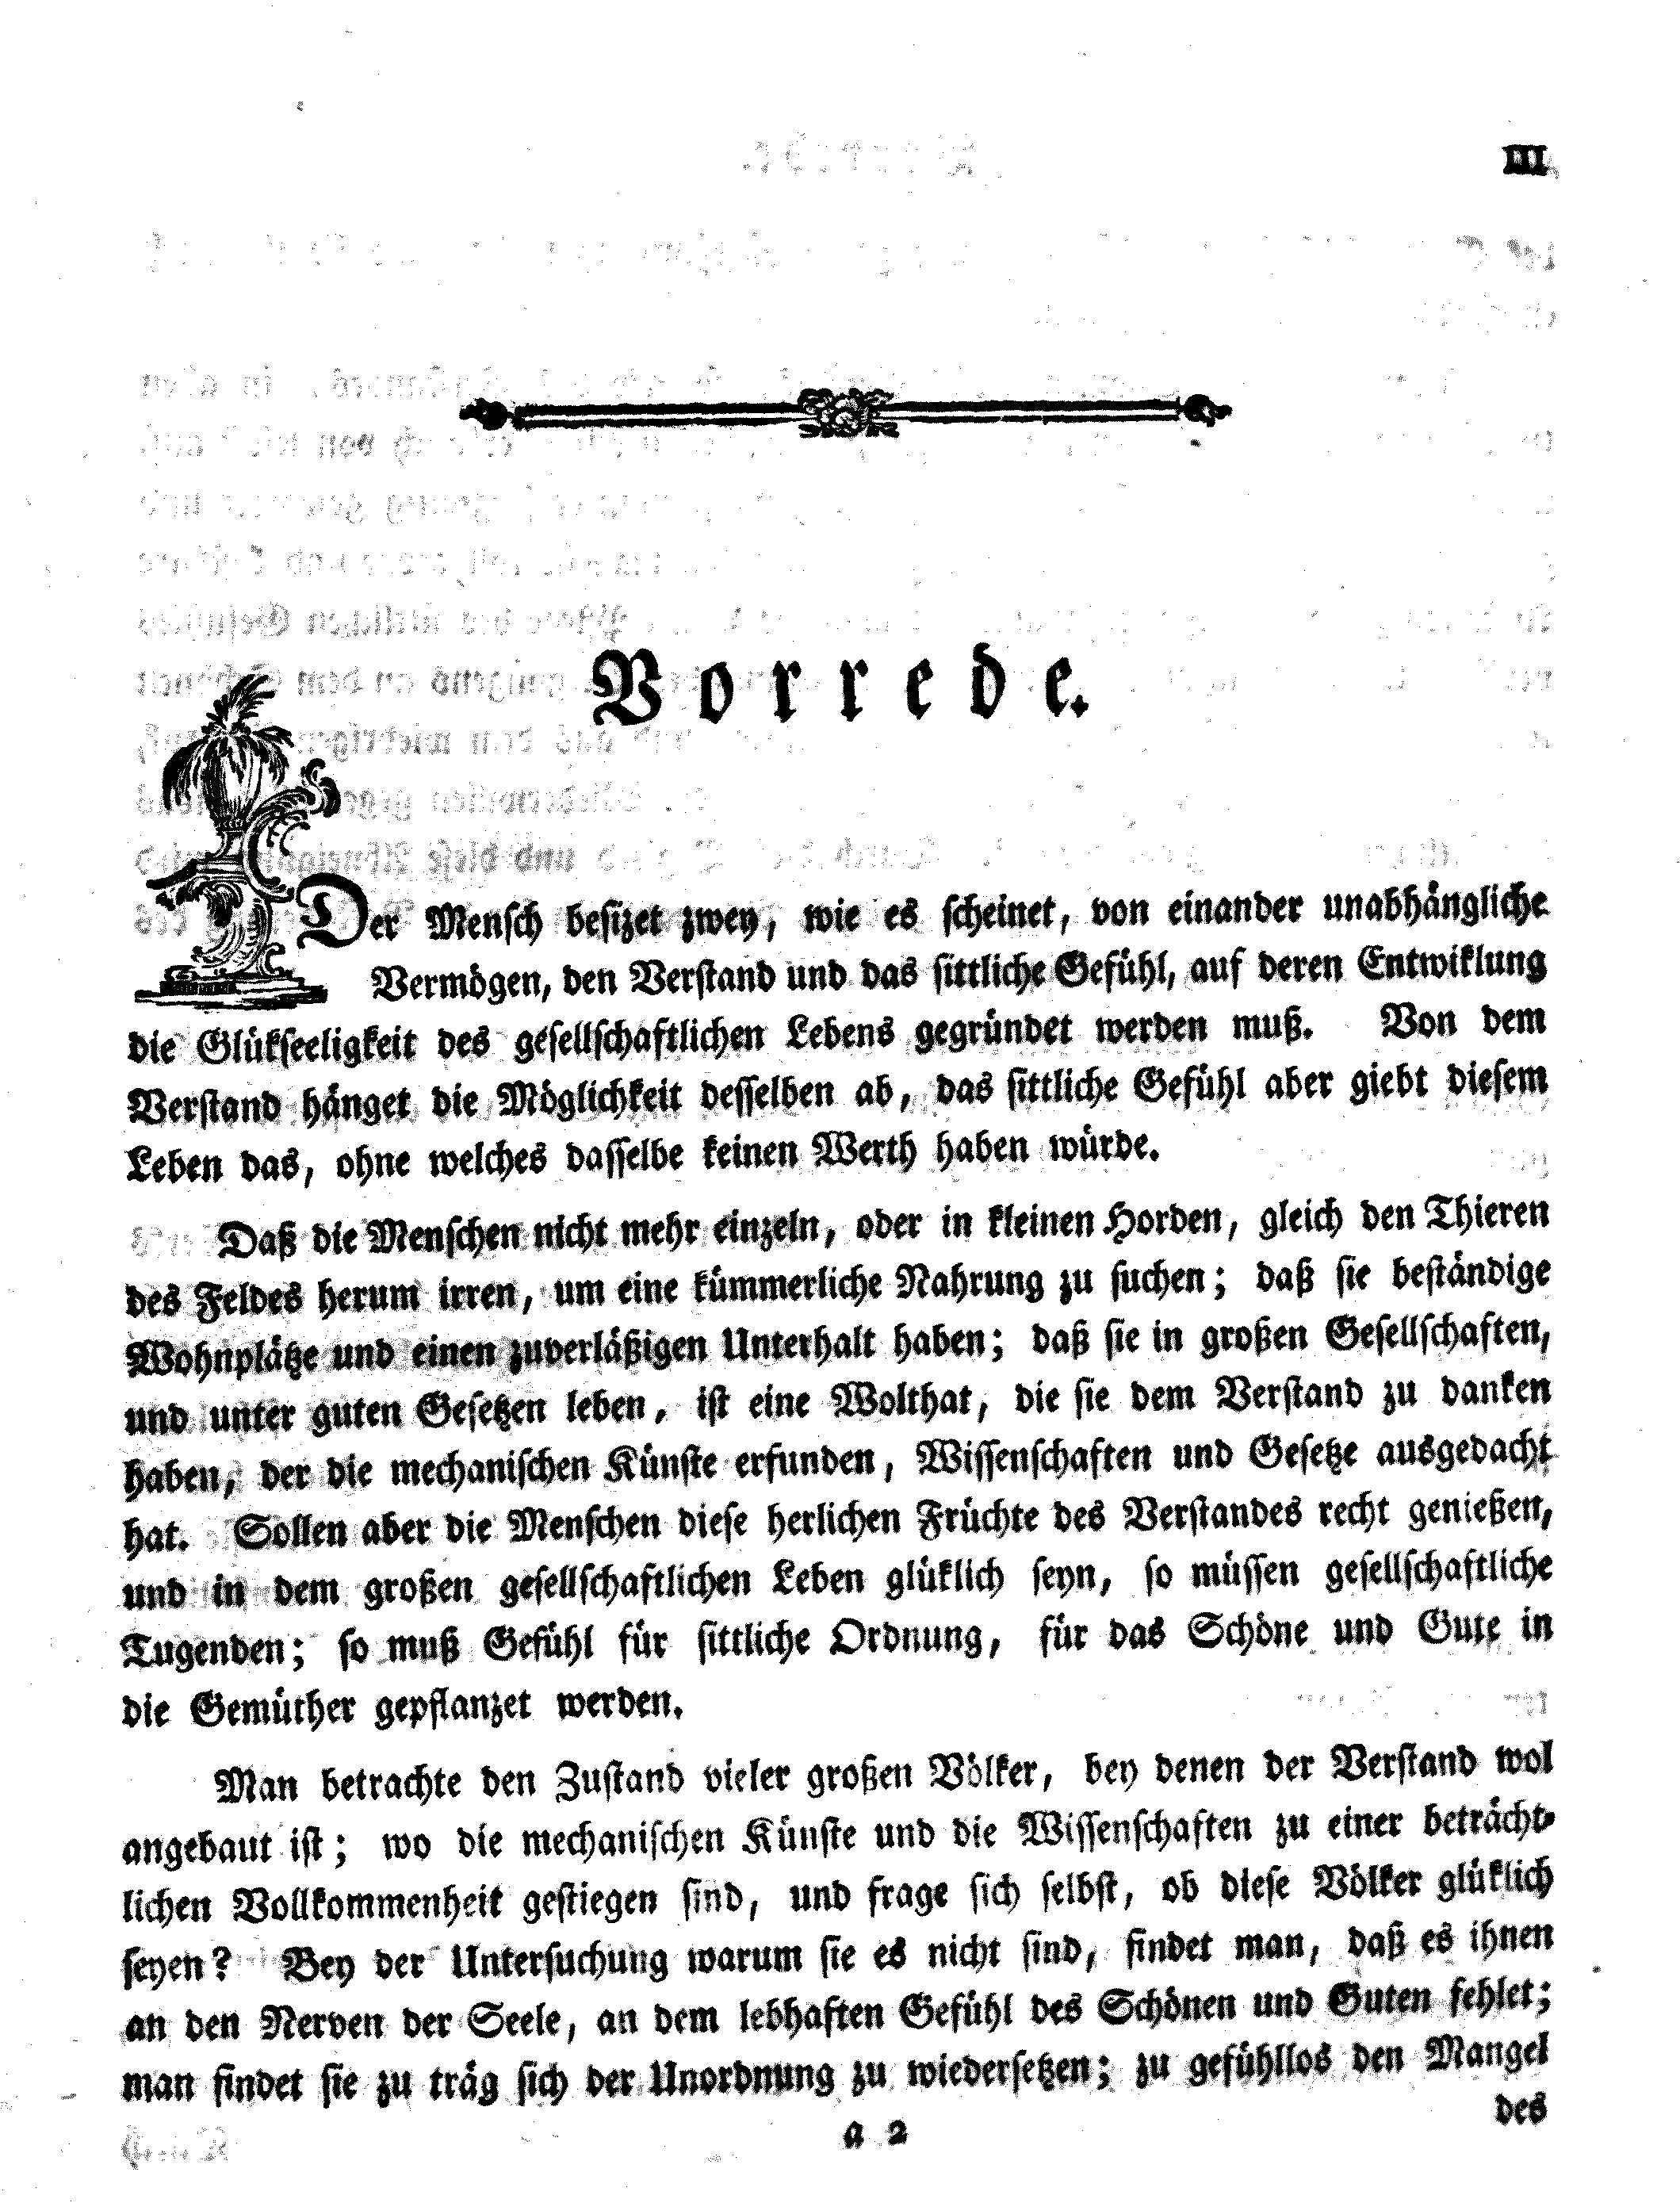 III
Vorrede.
Der Menſch beſizet zwey, wie es ſcheinet, von einander unabhängliche
Vermögen, den Verſtand und das ſittliche Gefühl, auf deren Entwiklung
die Glükſeeligkeit des geſellſchaftlichen Lebens gegründet werden muß. Von dem
Verſtand hänget die Möglichkeit deſſelben ab, das ſittliche Gefühl aber giebt dieſem
Leben das, ohne welches daſſelbe keinen Werth haben würde.
Daß die Menſchen nicht mehr einzeln, oder in kleinen Horden, gleich den Thieren
des Feldes herum irren, um eine kümmerliche Nahrung zu ſuchen; daß ſie beſtändige
Wohnplätze und einen zuverläßigen Unterhalt haben; daß ſie in großen Geſellſchaften,
und unter guten Geſetzen leben, iſt eine Wolthat, die ſie dem Verſtand zu danken
haben, der die mechaniſchen Künſte erfunden, Wiſſenſchaften und Geſetze ausgedacht
hat. Sollen aber die Menſchen dieſe herlichen Früchte des Verſtandes recht genießen,
und in dem großen geſellſchaftlichen Leben glüklich ſeyn, ſo müſſen geſellſchaftliche
Tugenden; ſo muß Gefühl für ſittliche Ordnung, für das Schöne und Gute in
die Gemüther gepflanzet werden.
Man betrachte den Zuſtand vieler großen Völker, bey denen der Verſtand wol
angebaut iſt; wo die mechaniſchen Künſte und die Wiſſenſchaften zu einer beträcht-
lichen Vollkommenheit geſtiegen ſind, und frage ſich ſelbſt, ob dieſe Völker glüklich
ſeyen? Bey der Unterſuchung warum ſie es nicht ſind, findet man, daß es ihnen
an den Nerven der Seele, an dem lebhaften Gefühl des Schönen und Guten fehlet;
man findet ſie zu träg ſich der Unordnung zu wiederſetzen; zu gefühllos den Mangel
des
a 2